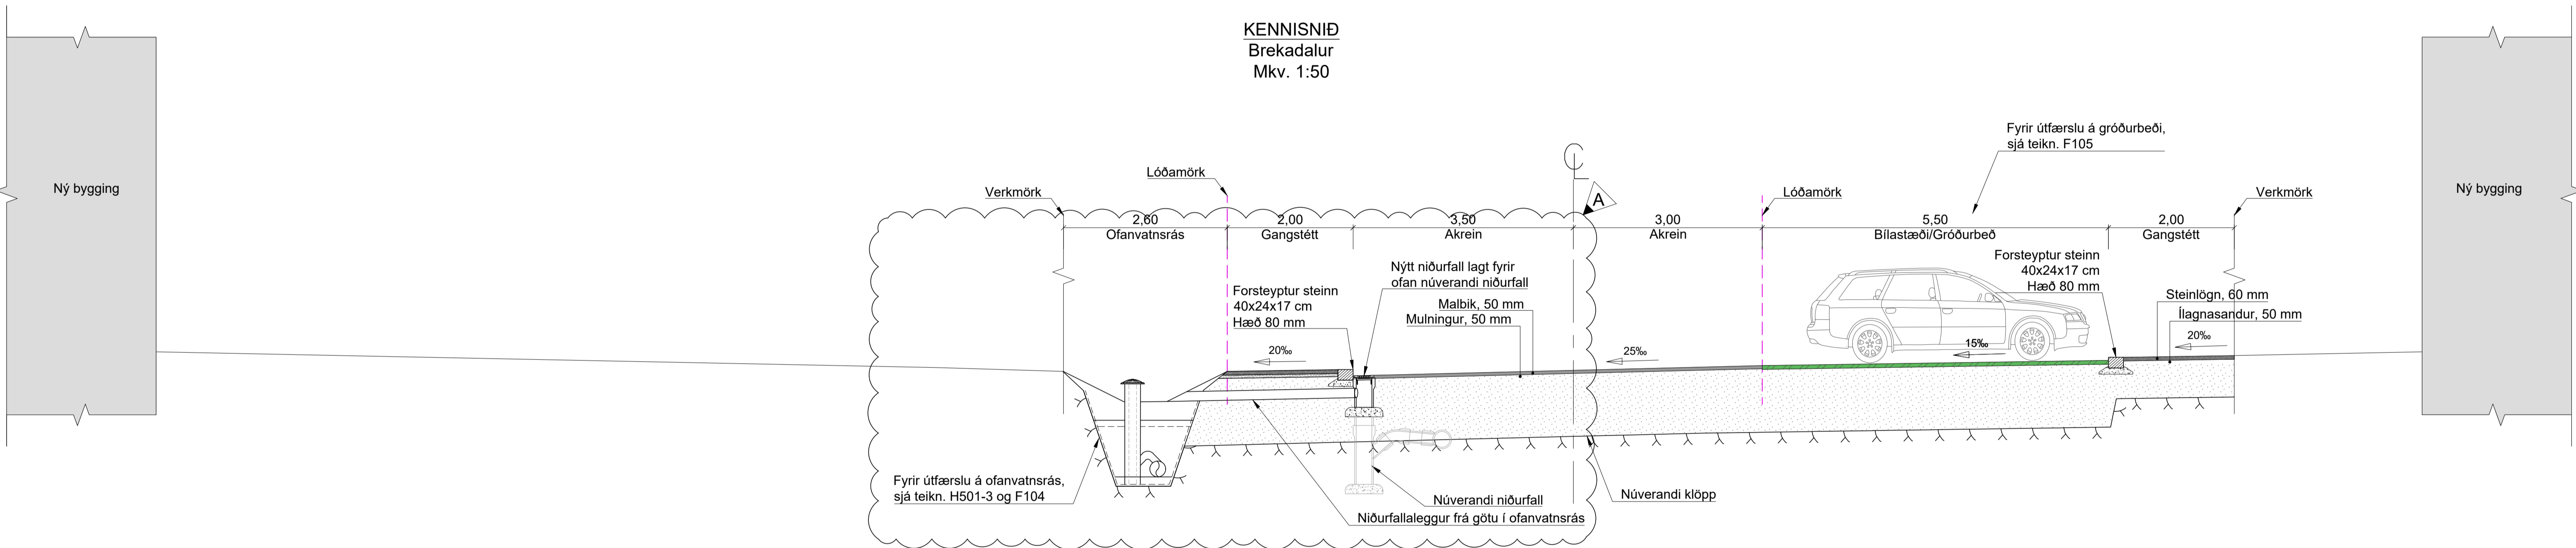 KENNISNIÐ
Brekadalur
Mkv. 1:50
Ný bygging
Ný bygging
Fyrir útfærslu á gróðurbeði,
sjá teikn. F105
Verkmörk
Lóðamörk
A
Lóðamörk
Verkmörk
2,60
Ofanvatnsrás
2,00
Gangstétt
3,50
Akrein
3,00
Akrein
5,50
Bílastæði/Gróðurbeð
2,00
Gangstétt
Forsteyptur steinn
40x24x17 cm
Hæð 80 mm
Nýtt niðurfall lagt fyrir
ofan núverandi niðurfall
Malbik, 50 mm
Mulningur, 50 mm
Forsteyptur steinn
40x24x17 cm
Hæð 80 mm
Steinlögn, 60 mm
Ílagnasandur, 50 mm
20‰
25‰
15‰
20‰
Fyrir útfærslu á ofanvatnsrás,
sjá teikn. H501-3 og F104
Núverandi niðurfall
Niðurfallaleggur frá götu í ofanvatnsrás
Núverandi klöpp